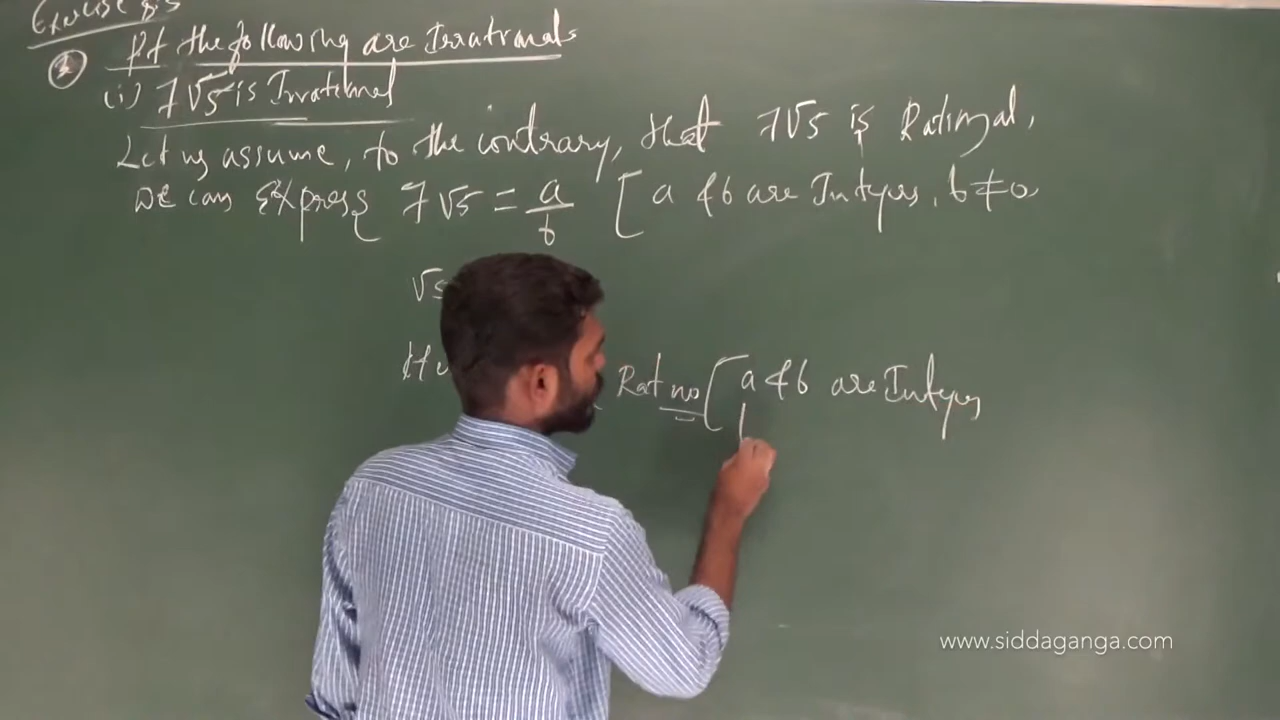 Exercise
② PT the following are Irrationals
(i) 7√5 is Irrational
Let us assume, to the contrary, that 7√5 is Rational,
we can express 7√5 = a/b [ a & b are Integers, b ≠ 0
√5
Rat no [ a & b are Integers
www.siddaganga.com